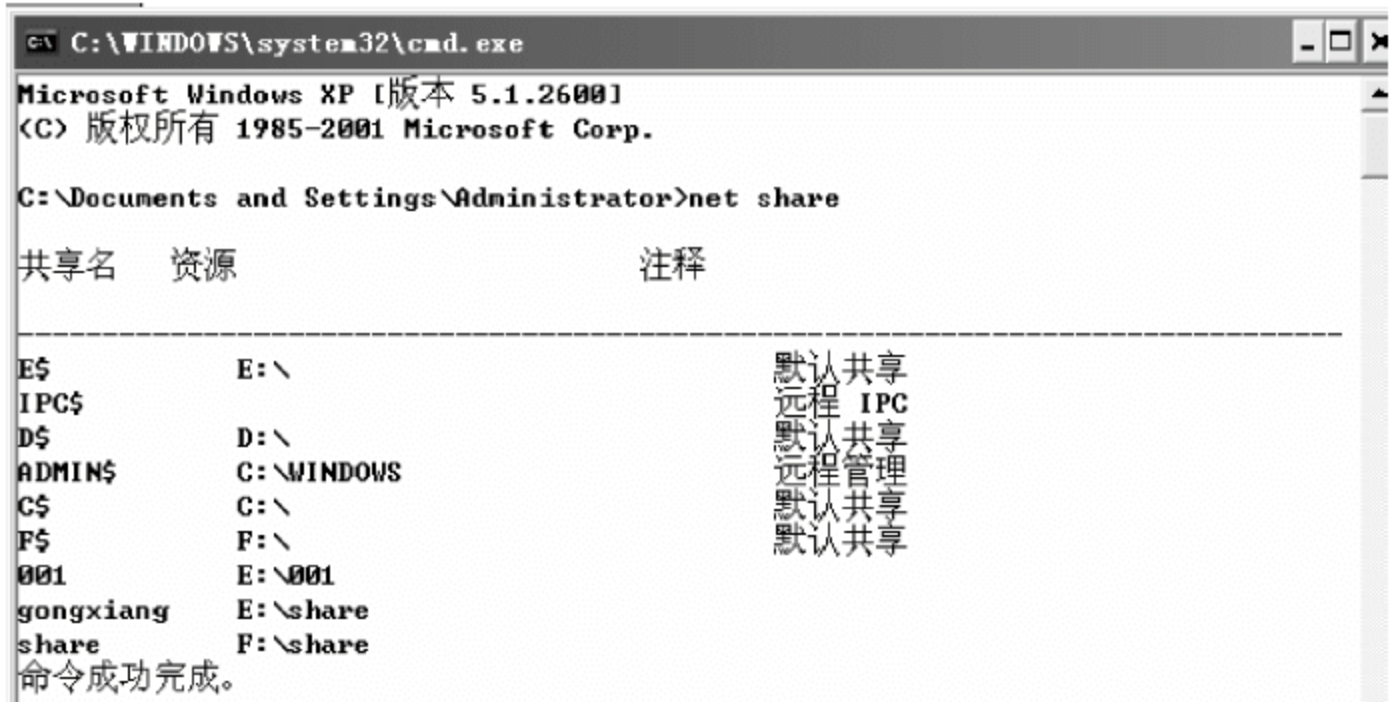 C:\WINDOWS\system32\cmd.exe
Microsoft Windows XP [版本 5.1.2600]
(C) 版权所有 1985-2001 Microsoft Corp.
C:\Documents and Settings\Administrator>net share
共享名 资源 注释
-------------------------------------------------------------------------------
E$ E:\ 默认共享
IPC$ 远程 IPC
D$ D:\ 默认共享
ADMIN$ C:\WINDOWS 远程管理
C$ C:\ 默认共享
F$ F:\ 默认共享
001 E:\001
gongxiang E:\share
share F:\share
命令成功完成。